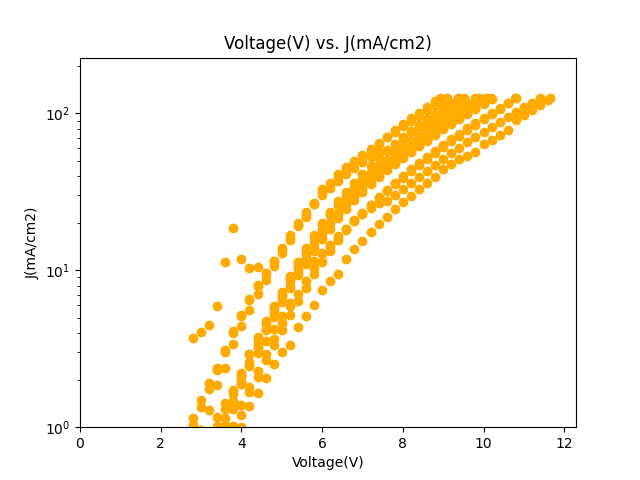 Voltage(V) vs. J(mA/cm2)
10²
10¹
10⁰
J(mA/cm2)
0 2 4 6 8 10 12
Voltage(V)